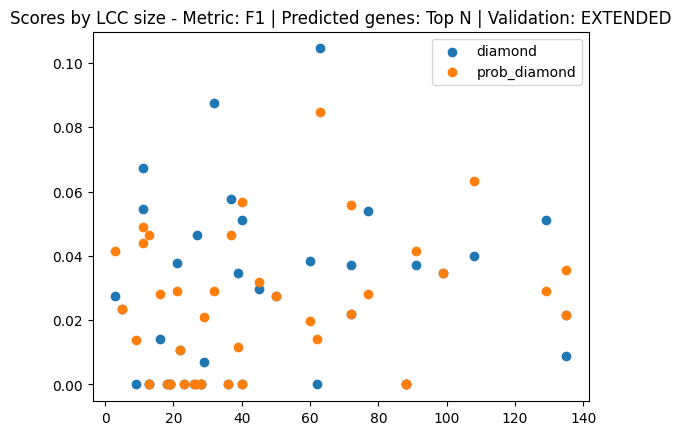 Scores by LCC size - Metric: F1 | Predicted genes: Top N | Validation: EXTENDED
diamond
prob_diamond
0.10
0.08
0.06
0.04
0.02
0.00
0 20 40 60 80 100 120 140